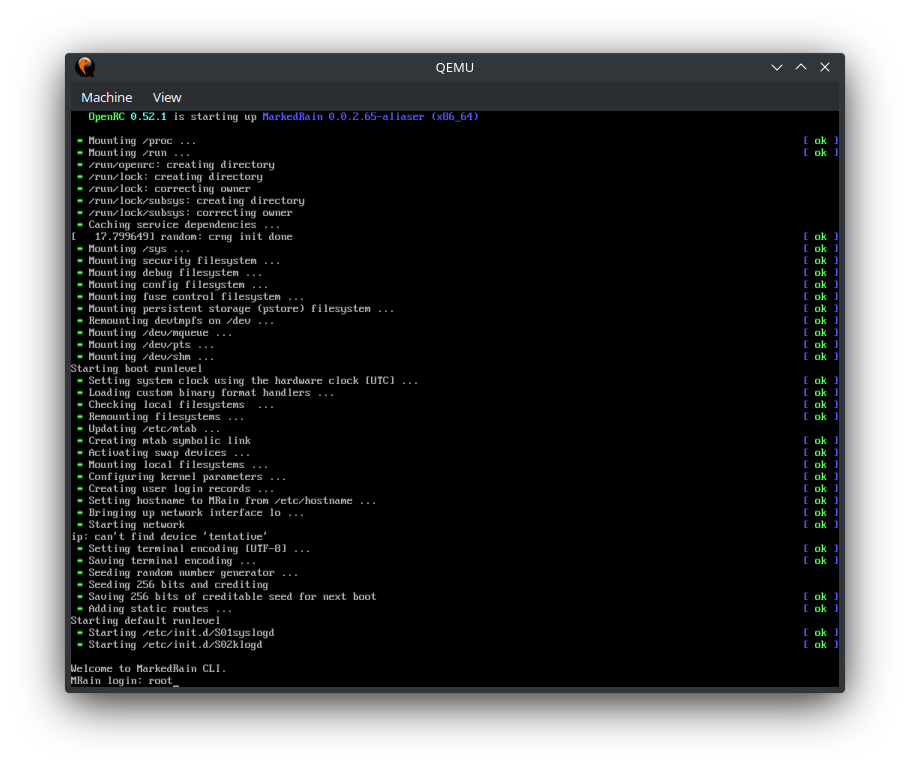 QEMU
Machine View
OpenRC 0.52.1 is starting up MarkedRain 0.0.2.65-aliaser (x86_64)
* Mounting /proc ... [ ok ]
* Mounting /run ... [ ok ]
* /run/openrc: creating directory
* /run/lock: creating directory
* /run/lock: correcting owner
* /run/lock/subsys: creating directory
* /run/lock/subsys: correcting owner
* Caching service dependencies ...
[   17.799649] random: crng init done [ ok ]
* Mounting /sys ... [ ok ]
* Mounting security filesystem ... [ ok ]
* Mounting debug filesystem ... [ ok ]
* Mounting config filesystem ... [ ok ]
* Mounting fuse control filesystem ... [ ok ]
* Mounting persistent storage (pstore) filesystem ... [ ok ]
* Remounting devtmpfs on /dev ... [ ok ]
* Mounting /dev/mqueue ... [ ok ]
* Mounting /dev/pts ... [ ok ]
* Mounting /dev/shm ... [ ok ]
Starting boot runlevel
* Setting system clock using the hardware clock [UTC] ... [ ok ]
* Loading custom binary format handlers ... [ ok ]
* Checking local filesystems  ... [ ok ]
* Remounting filesystems ... [ ok ]
* Updating /etc/mtab ...
* Creating mtab symbolic link [ ok ]
* Activating swap devices ... [ ok ]
* Mounting local filesystems ... [ ok ]
* Configuring kernel parameters ... [ ok ]
* Creating user login records ... [ ok ]
* Setting hostname to MRain from /etc/hostname ... [ ok ]
* Bringing up network interface lo ... [ ok ]
* Starting network [ ok ]
ip: can't find device 'tentative'
* Setting terminal encoding [UTF-8] ... [ ok ]
* Saving terminal encoding ... [ ok ]
* Seeding random number generator ...
* Seeding 256 bits and crediting
* Saving 256 bits of creditable seed for next boot [ ok ]
* Adding static routes ... [ ok ]
Starting default runlevel
* Starting /etc/init.d/S01syslogd [ ok ]
* Starting /etc/init.d/S02klogd [ ok ]
Welcome to MarkedRain CLI.
MRain login: root_